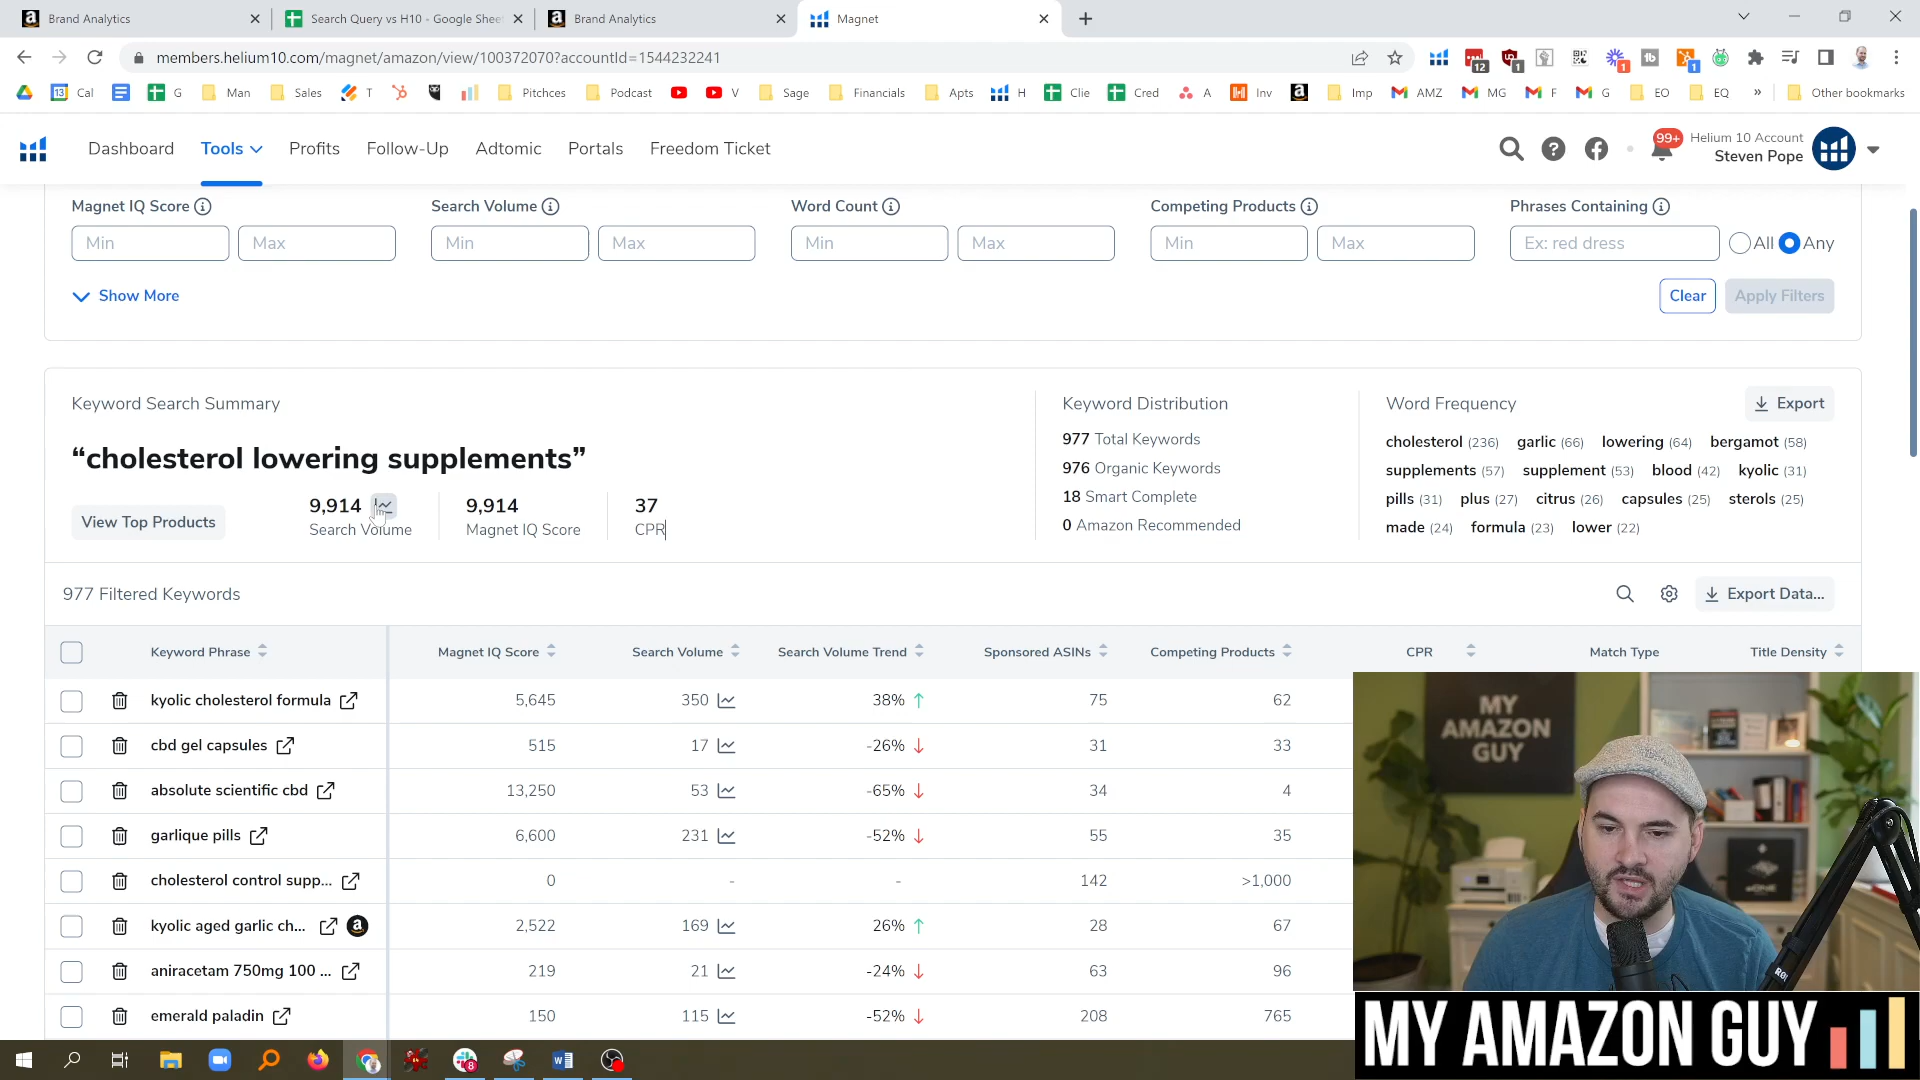 Brand Analytics
Search Query vs H10 - Google Shee
Brand Analytics
Magnet
members.helium10.com/magnet/amazon/view/100372070?accountId=1544232241
12 1 1 1
13 Cal G Man Sales T Pitchces Podcast V Sage Financials Apts H Clie Cred A Inv Imp AMZ MG F G EO EQ » Other bookmarks
Dashboard Tools Profits Follow-Up Adtomic Portals Freedom Ticket
99+ Helium 10 Account
Steven Pope
Magnet IQ Score Search Volume Word Count Competing Products Phrases Containing
Min Max Min Max Min Max Min Max Ex: red dress All Any
Show More Clear Apply Filters
Keyword Search Summary
“cholesterol lowering supplements”
View Top Products
9,914 9,914 37
Search Volume Magnet IQ Score CPR
Keyword Distribution
977 Total Keywords
976 Organic Keywords
18 Smart Complete
0 Amazon Recommended
Word Frequency Export
cholesterol (236) garlic (66) lowering (64) bergamot (58)
supplements (57) supplement (53) blood (42) kyolic (31)
pills (31) plus (27) citrus (26) capsules (25) sterols (25)
made (24) formula (23) lower (22)
977 Filtered Keywords Export Data...
Keyword Phrase Magnet IQ Score Search Volume Search Volume Trend Sponsored ASINs Competing Products CPR Match Type Title Density
kyolic cholesterol formula 5,645 350 38% 75 62
cbd gel capsules 515 17 -26% 31 33
absolute scientific cbd 13,250 53 -65% 34 4
garlique pills 6,600 231 -52% 55 35
cholesterol control supp... 0 - - 142 >1,000
kyolic aged garlic ch... 2,522 169 26% 28 67
aniracetam 750mg 100 ... 219 21 -24% 63 96
emerald paladin 150 115 -52% 208 765
MY
AMAZON
GUY
MY AMAZON GUY
8